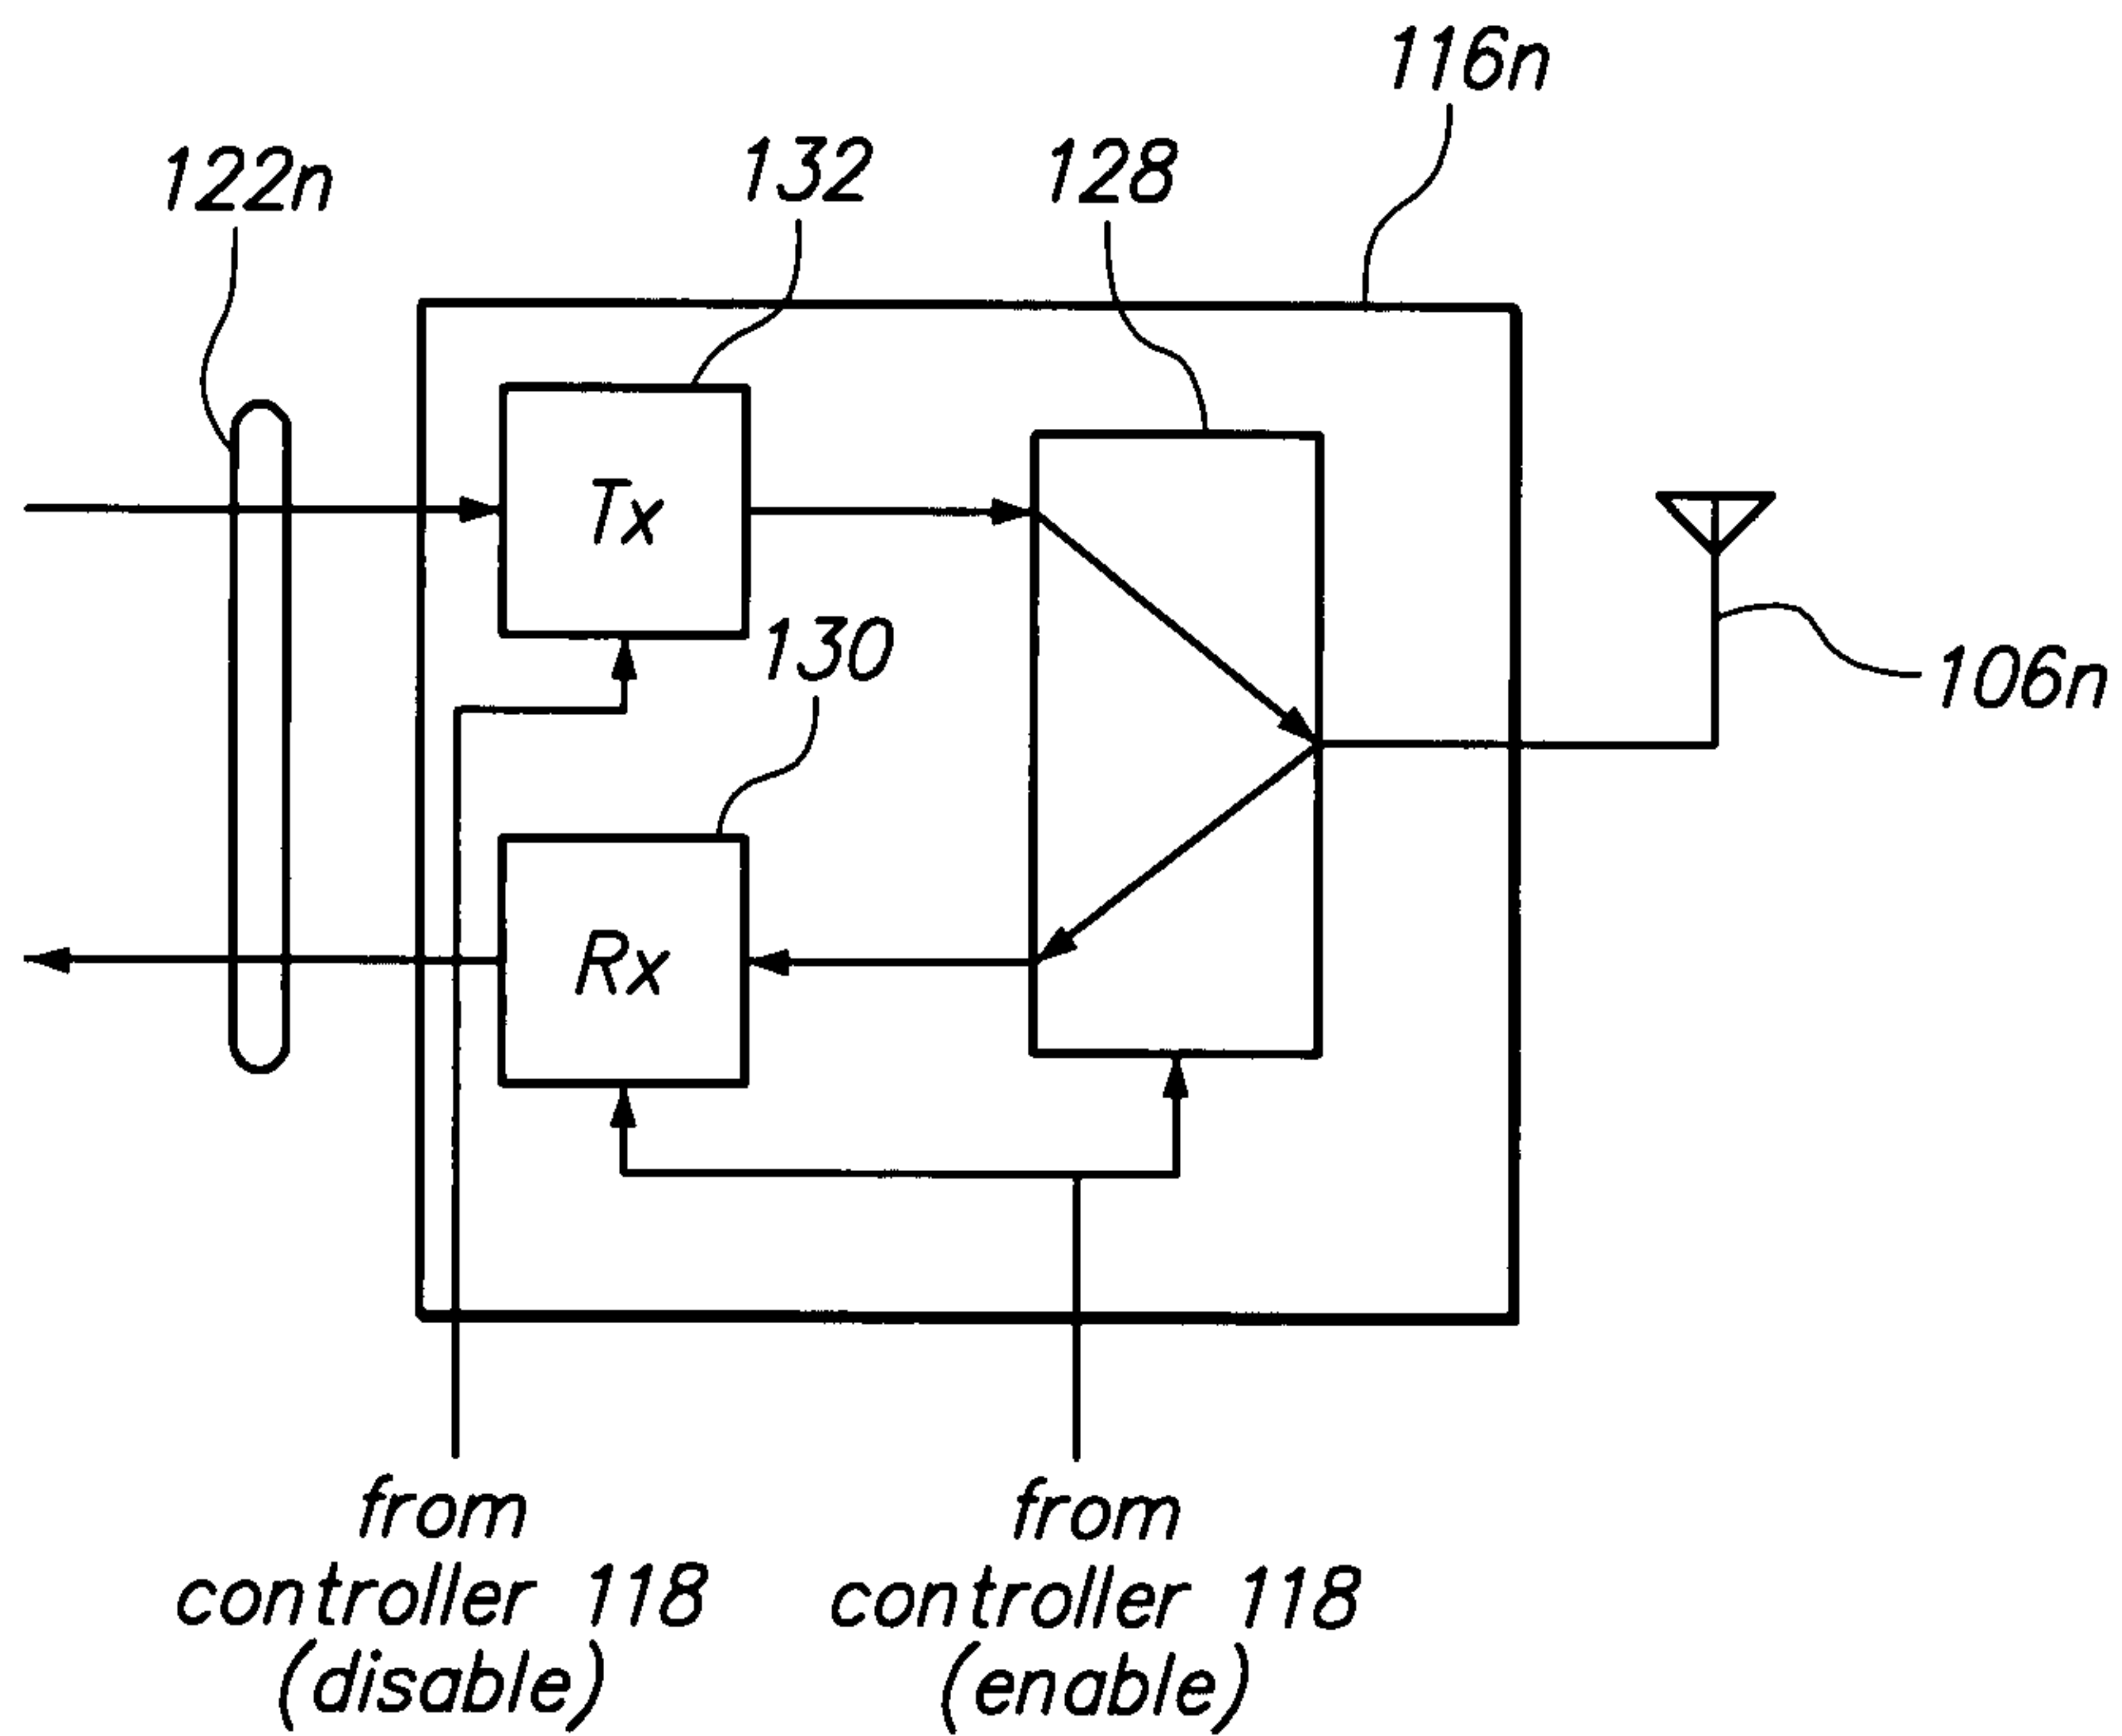 116n
122n
132
128
Tx
130
106n
Rx
from
controller 118
(disable)
from
controller 118
(enable)